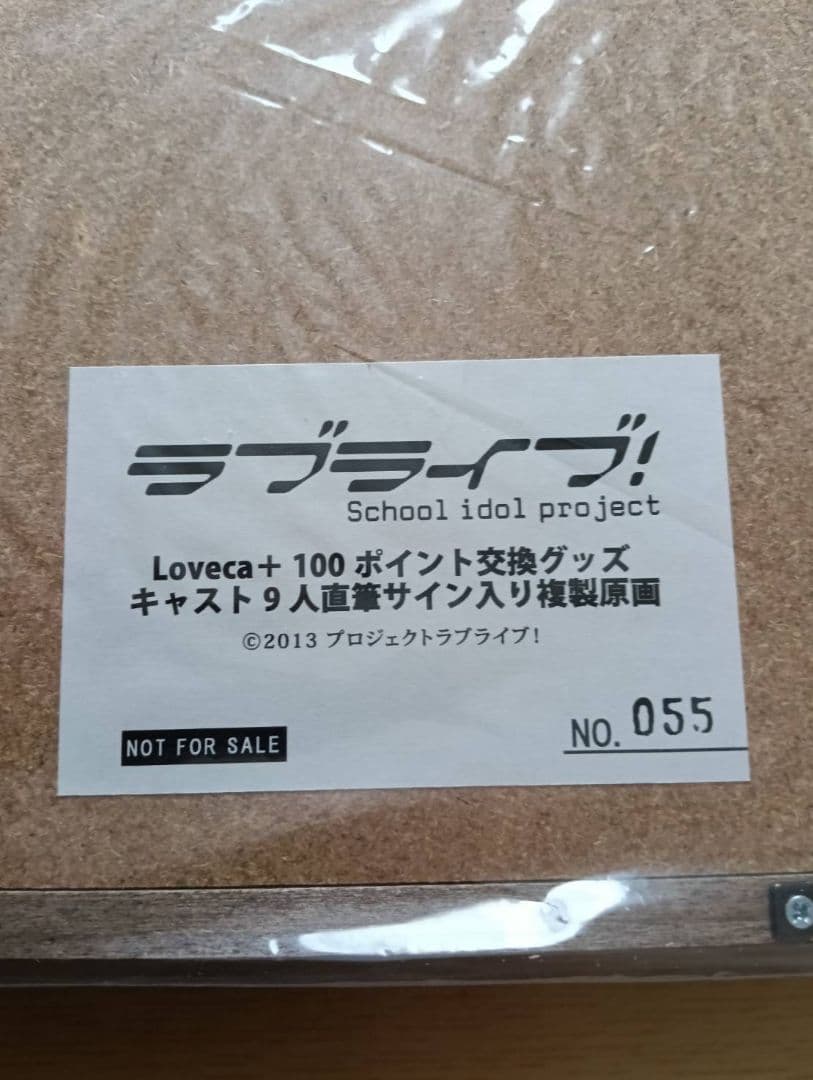 ラブライブ!
School idol project
Loveca+ 100 ポイント交換グッズ
キャスト9人直筆サイン入り複製原画
©2013 プロジェクトラブライブ!
NOT FOR SALE
NO. 055